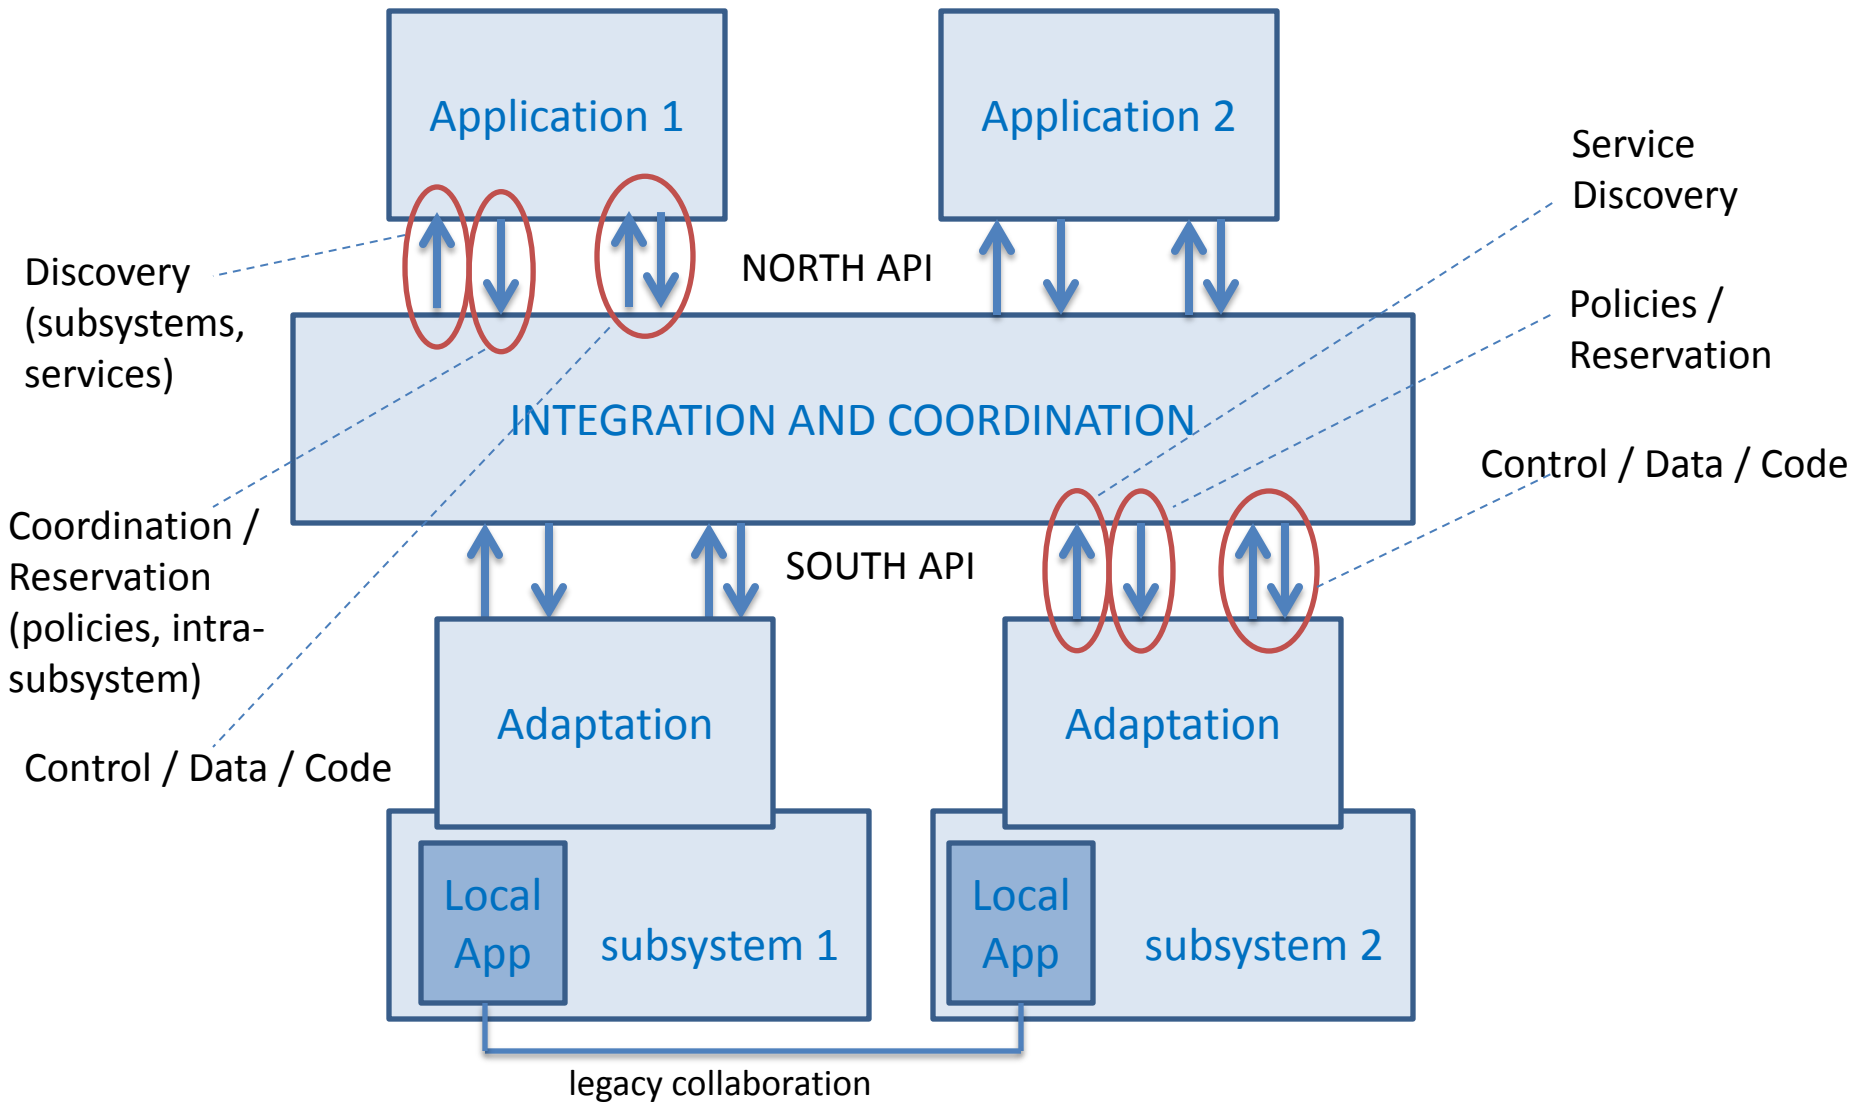 Application 1
Application 2
Service
Discovery
Discovery
(subsystems,
services)
NORTH API
Policies /
Reservation
INTEGRATION AND COORDINATION
Control / Data / Code
Coordination /
Reservation
(policies, intra-
subsystem)
SOUTH API
Adaptation
Adaptation
Control / Data / Code
Local
App
subsystem 1
Local
App
subsystem 2
legacy collaboration